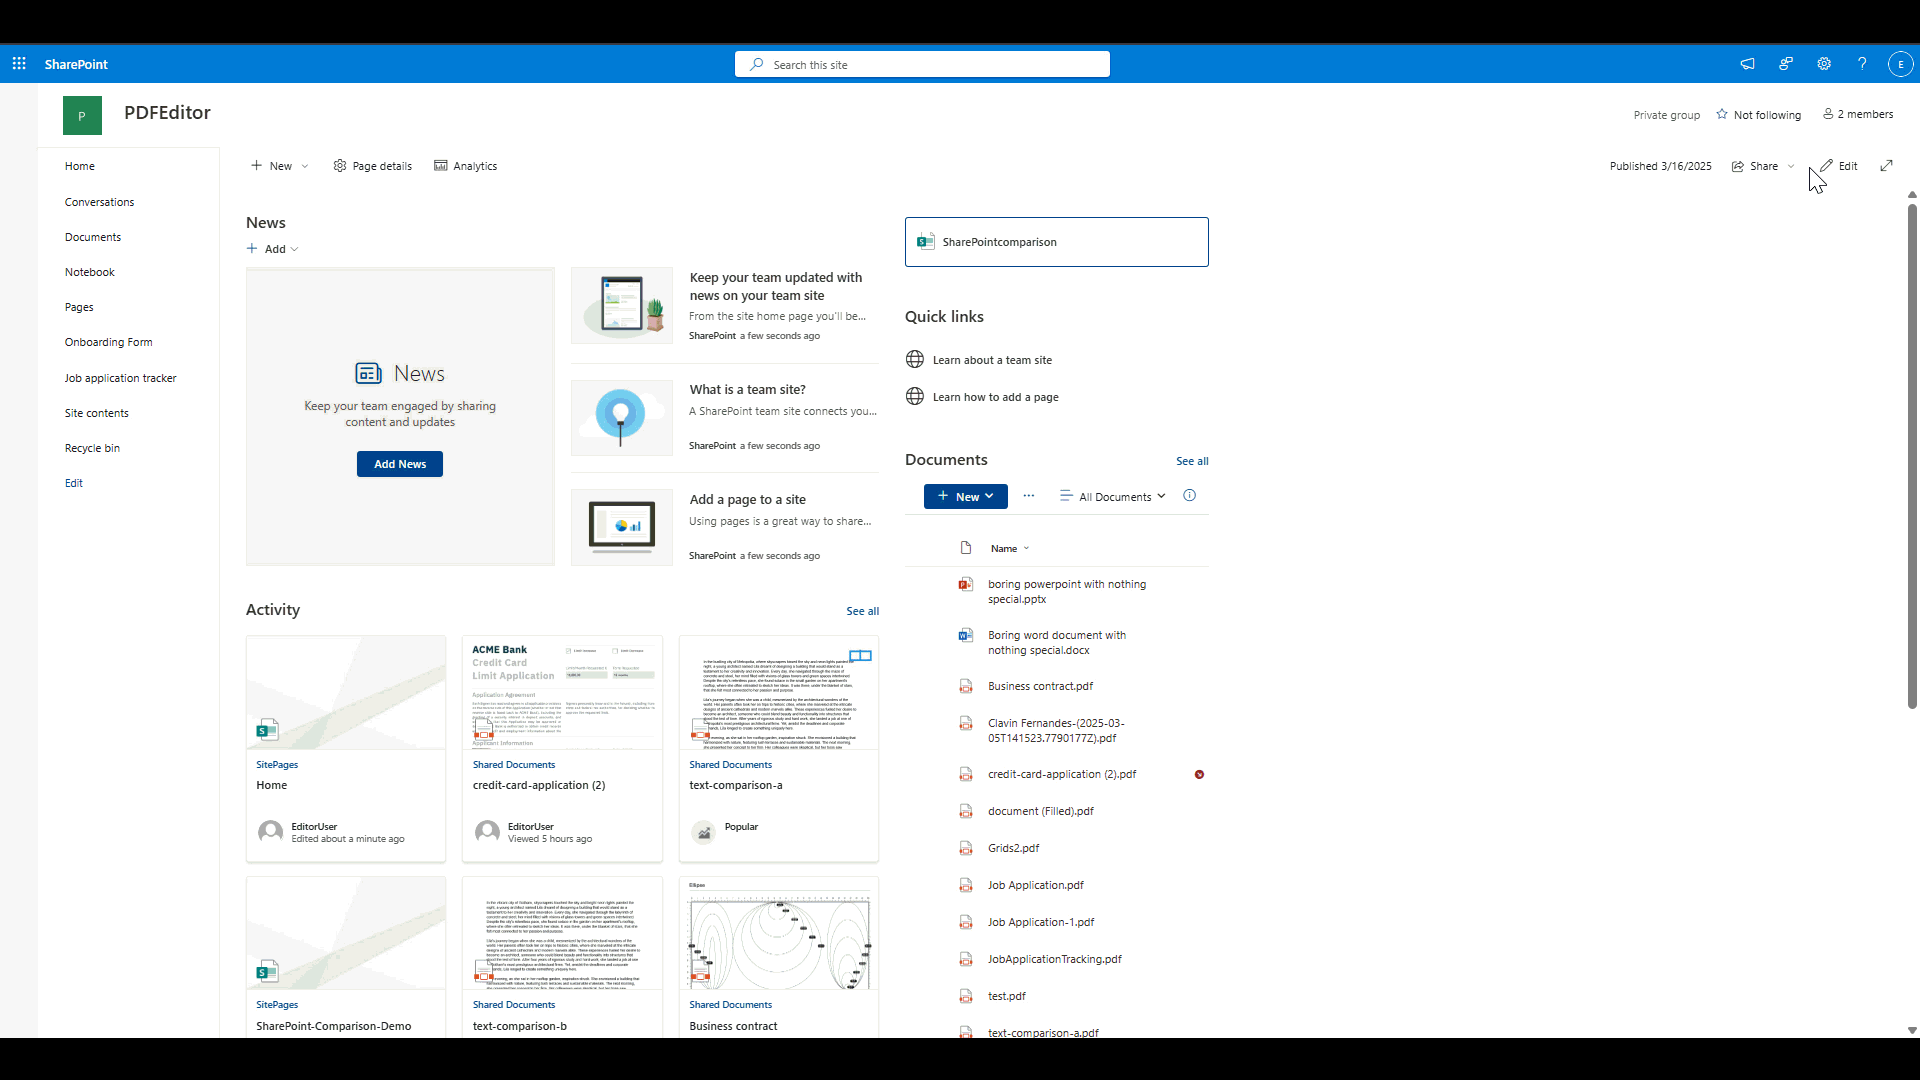 SharePoint
Search this site
E
P
PDFEditor
Private group
Not following
2 members
Home
Conversations
Documents
Notebook
Pages
Onboarding Form
Job application tracker
Site contents
Recycle bin
Edit
New
Page details
Analytics
Published 3/16/2025
Share
Edit
News
Add
News
Keep your team engaged by sharing
content and updates
Add News
Keep your team updated with
news on your team site
From the site home page you'll be...
SharePoint a few seconds ago
What is a team site?
A SharePoint team site connects you...
SharePoint a few seconds ago
Add a page to a site
Using pages is a great way to share...
SharePoint a few seconds ago
Activity
See all
SitePages
Home
EditorUser
Edited about a minute ago
ACME Bank
Credit Card
Limit Application
Application Agreement
Applicant Information
Shared Documents
credit-card-application (2)
EditorUser
Viewed 5 hours ago
Shared Documents
text-comparison-a
Popular
SitePages
SharePoint-Comparison-Demo
Shared Documents
text-comparison-b
Ellipse
Shared Documents
Business contract
SharePointcomparison
Quick links
Learn about a team site
Learn how to add a page
Documents
See all
New
All Documents
Name
boring powerpoint with nothing
special.pptx
Boring word document with
nothing special.docx
Business contract.pdf
Clavin Fernandes-(2025-03-
05T141523.7790177Z).pdf
credit-card-application (2).pdf
document (Filled).pdf
Grids2.pdf
Job Application.pdf
Job Application-1.pdf
JobApplicationTracking.pdf
test.pdf
text-comparison-a.pdf